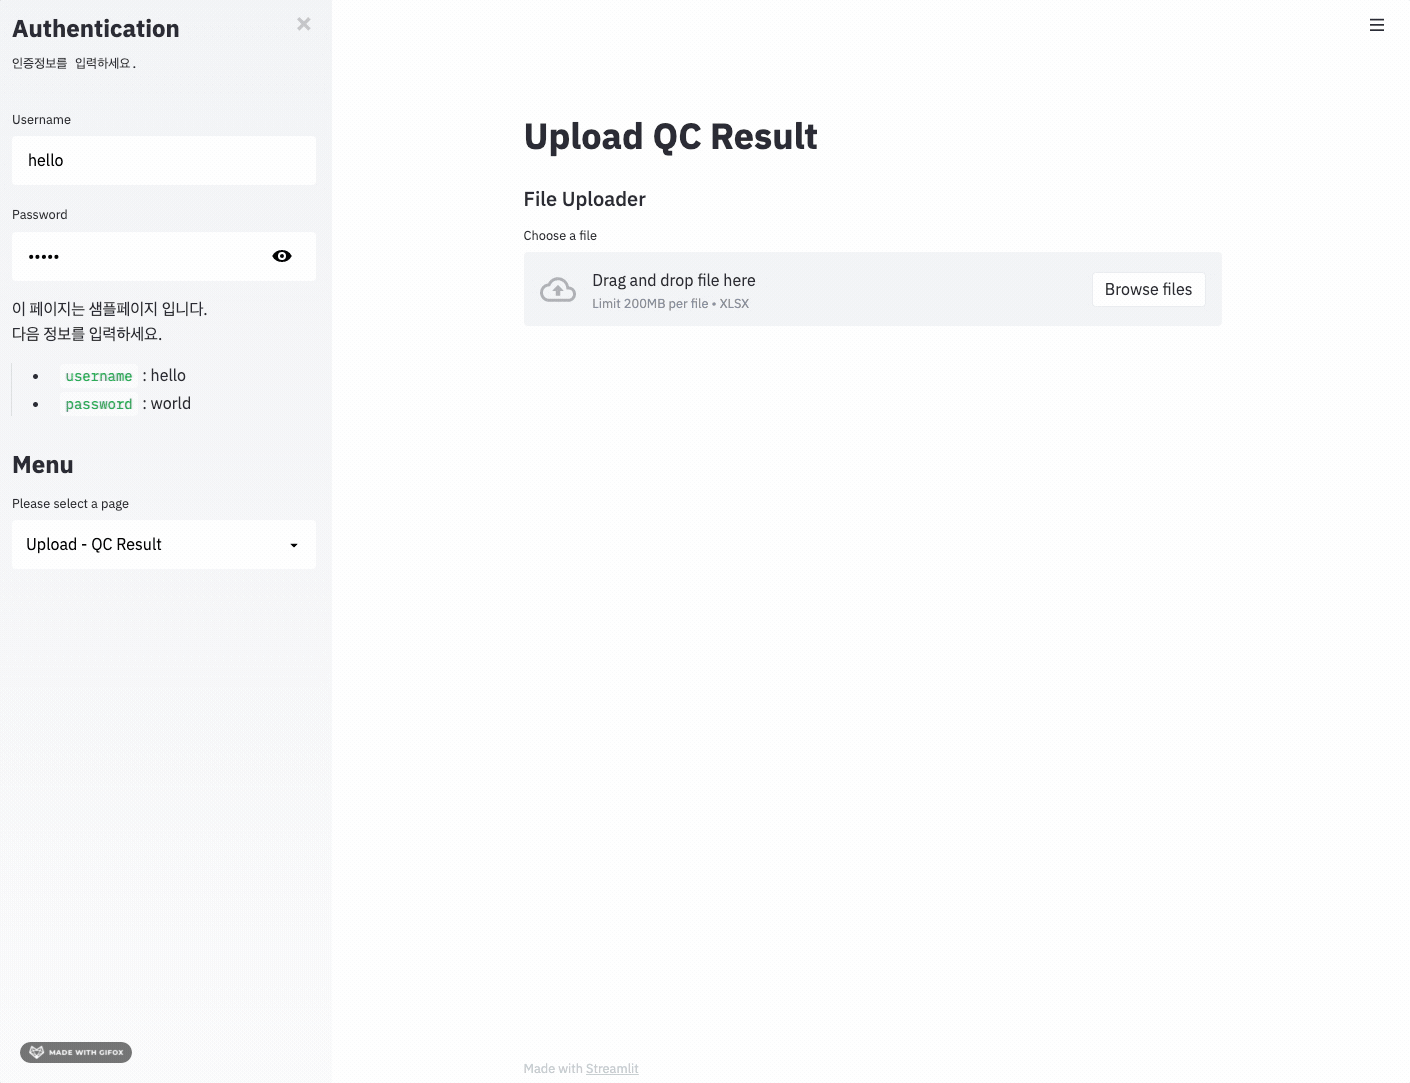 Authentication
인증정보를 입력하세요.
Username
hello
Password
이 페이지는 샘플페이지 입니다.
다음 정보를 입력하세요.
username : hello
password : world
Menu
Please select a page
Upload - QC Result
MADE WITH GIFOX
Upload QC Result
File Uploader
Choose a file
Drag and drop file here
Limit 200MB per file • XLSX
Browse files
Made with Streamlit